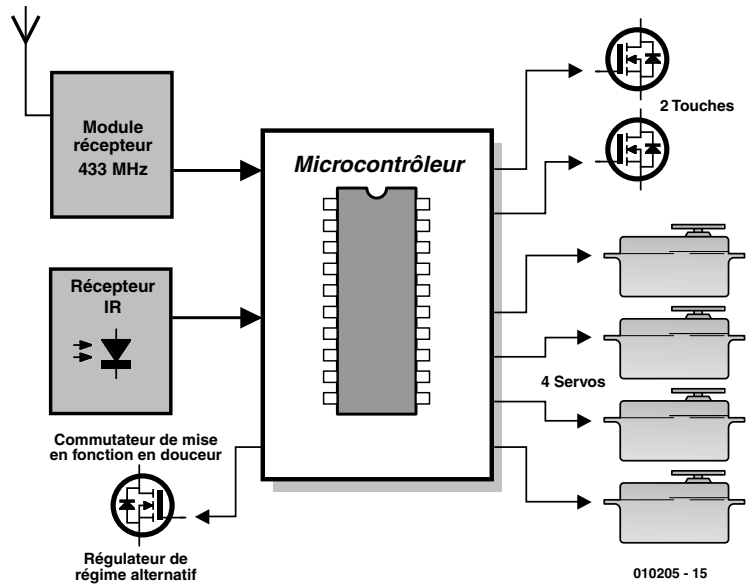 Module
récepteur
433 MHz
Microcontrôleur
2 Touches
Récepteur
IR
4 Servos
Commutateur de mise
en fonction en douceur
Régulateur de
régime alternatif
010205 - 15